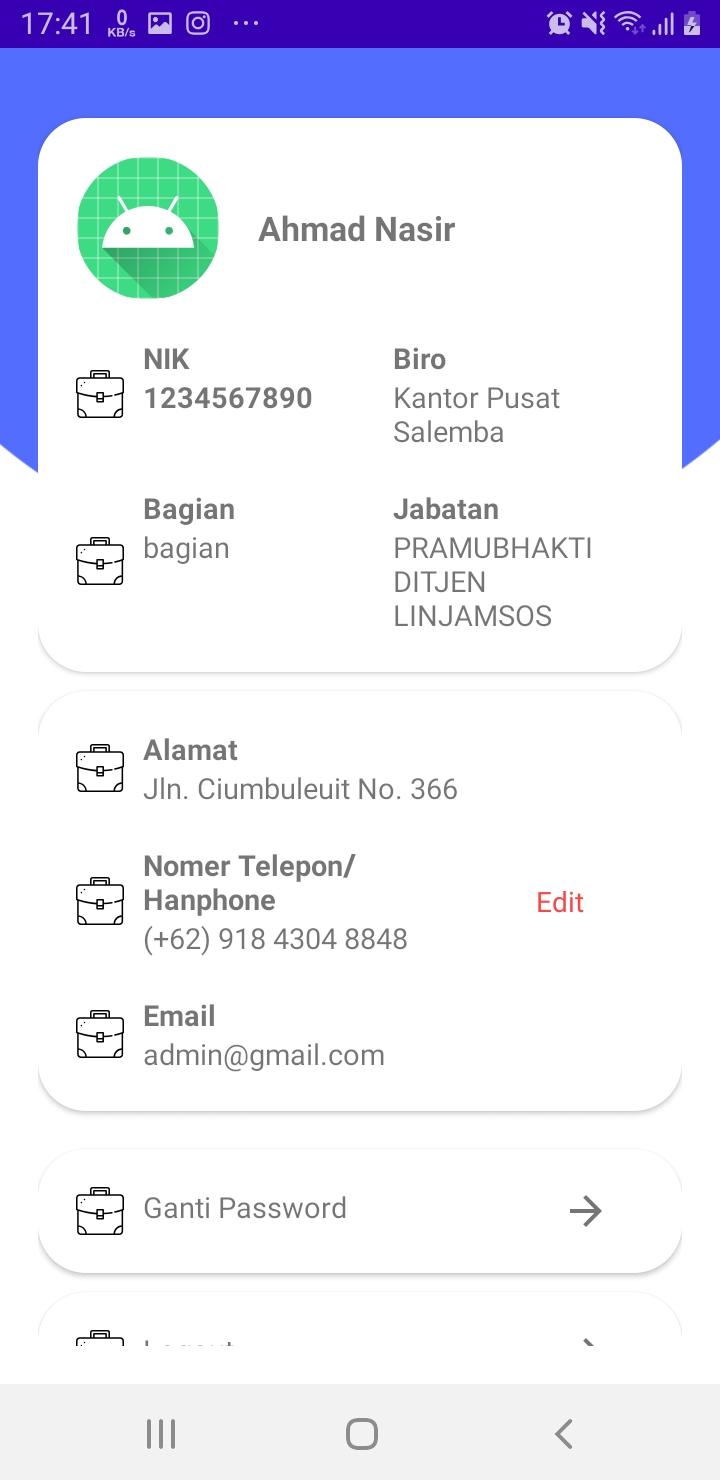 17:41 0 KB/s
Ahmad Nasir
NIK
1234567890
Biro
Kantor Pusat
Salemba
Bagian
bagian
Jabatan
PRAMUBHAKTI
DITJEN
LINJAMSOS
Alamat
Jln. Ciumbuleuit No. 366
Nomer Telepon/
Hanphone
(+62) 918 4304 8848
Edit
Email
admin@gmail.com
Ganti Password